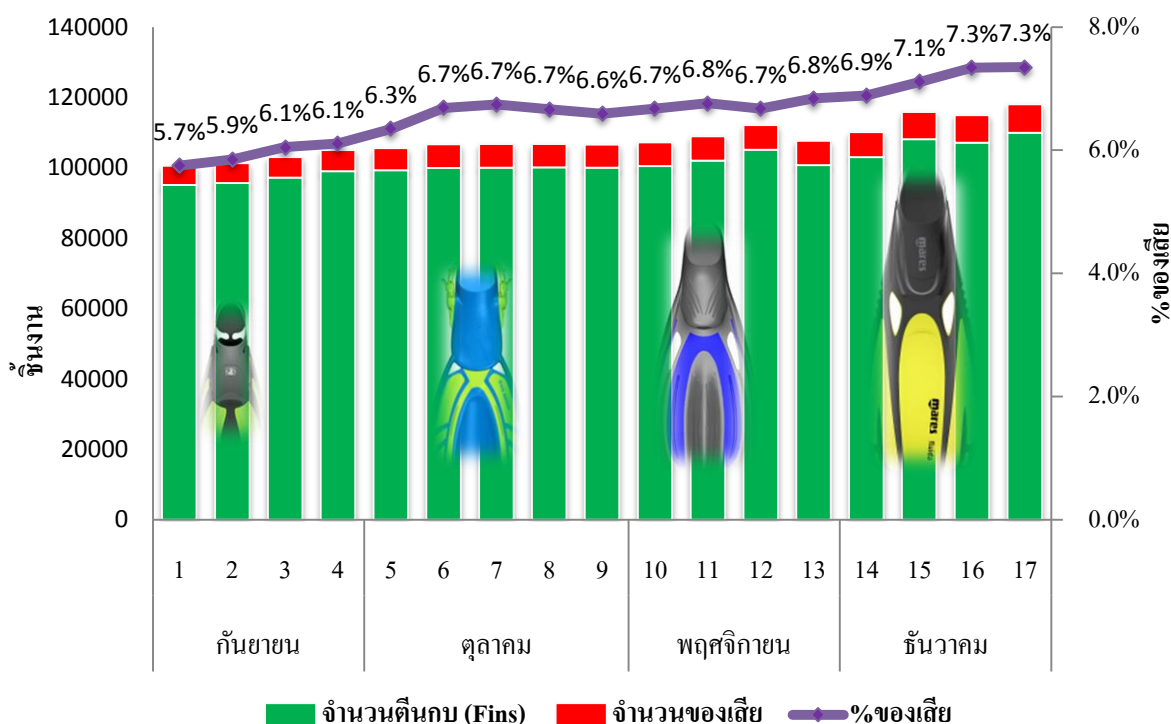 140000
120000
100000
80000
60000
40000
20000
0
ชิ้นงาน
8.0%
6.0%
4.0%
2.0%
0.0%
%ของเสีย
5.7% 5.9% 6.1% 6.1% 6.3% 6.7% 6.7% 6.7% 6.6% 6.7% 6.8% 6.7% 6.8% 6.9% 7.1% 7.3% 7.3%
mares
mares
1 2 3 4 5 6 7 8 9 10 11 12 13 14 15 16 17
กันยายน ตุลาคม พฤศจิกายน ธันวาคม
จำนวนตีนกบ (Fins) จำนวนของเสีย %ของเสีย